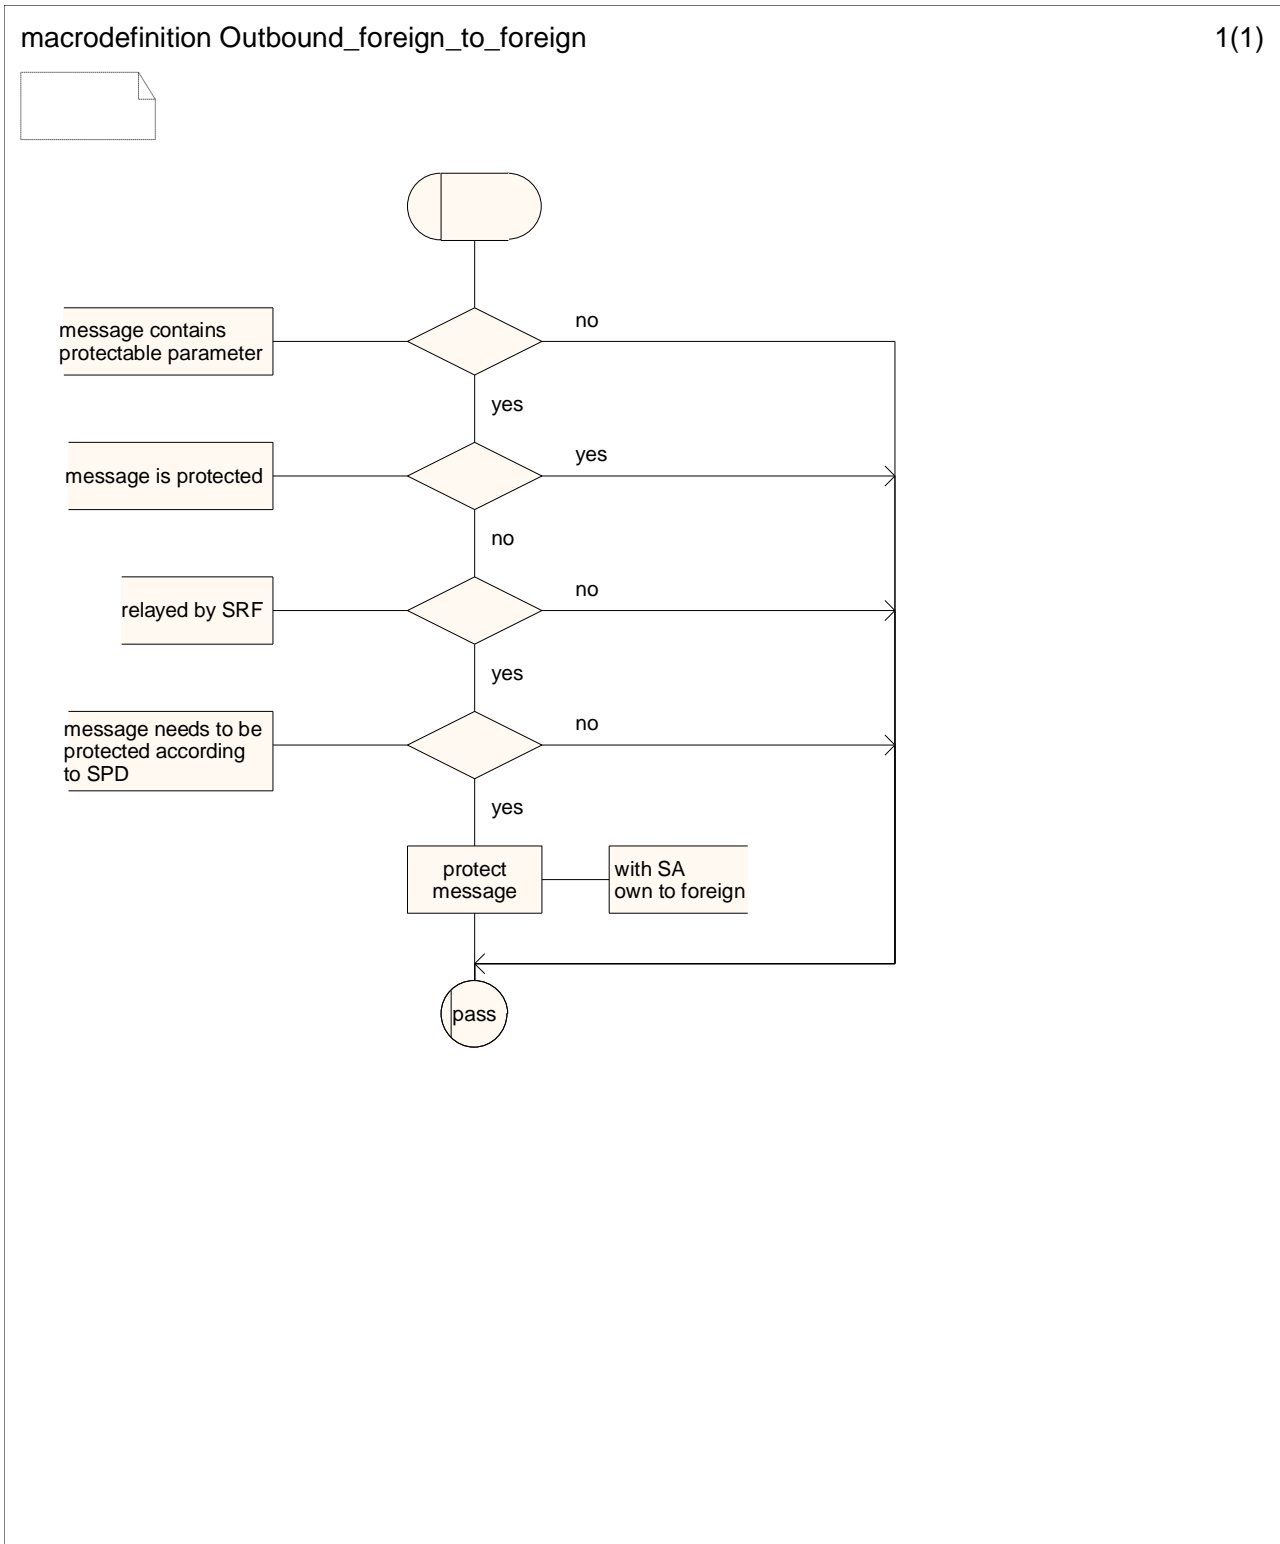 macrodefinition Outbound_foreign_to_foreign
1(1)
message contains
protectable parameter
no
yes
message is protected
yes
no
relayed by SRF
no
yes
message needs to be
protected according
to SPD
no
yes
protect
message
with SA
own to foreign
pass